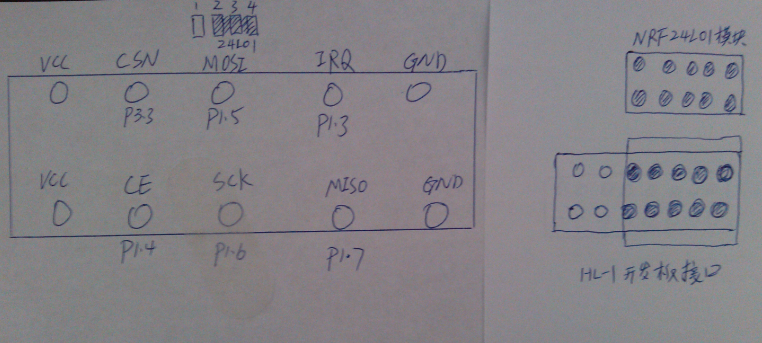 1 2 3 4
24L01
VCC CSN MOSI IRQ GND
P3.3 P1.5 P1.3
VCC CE SCK MISO GND
P1.4 P1.6 P1.7
NRF24L01模块
HL-1开发板接口